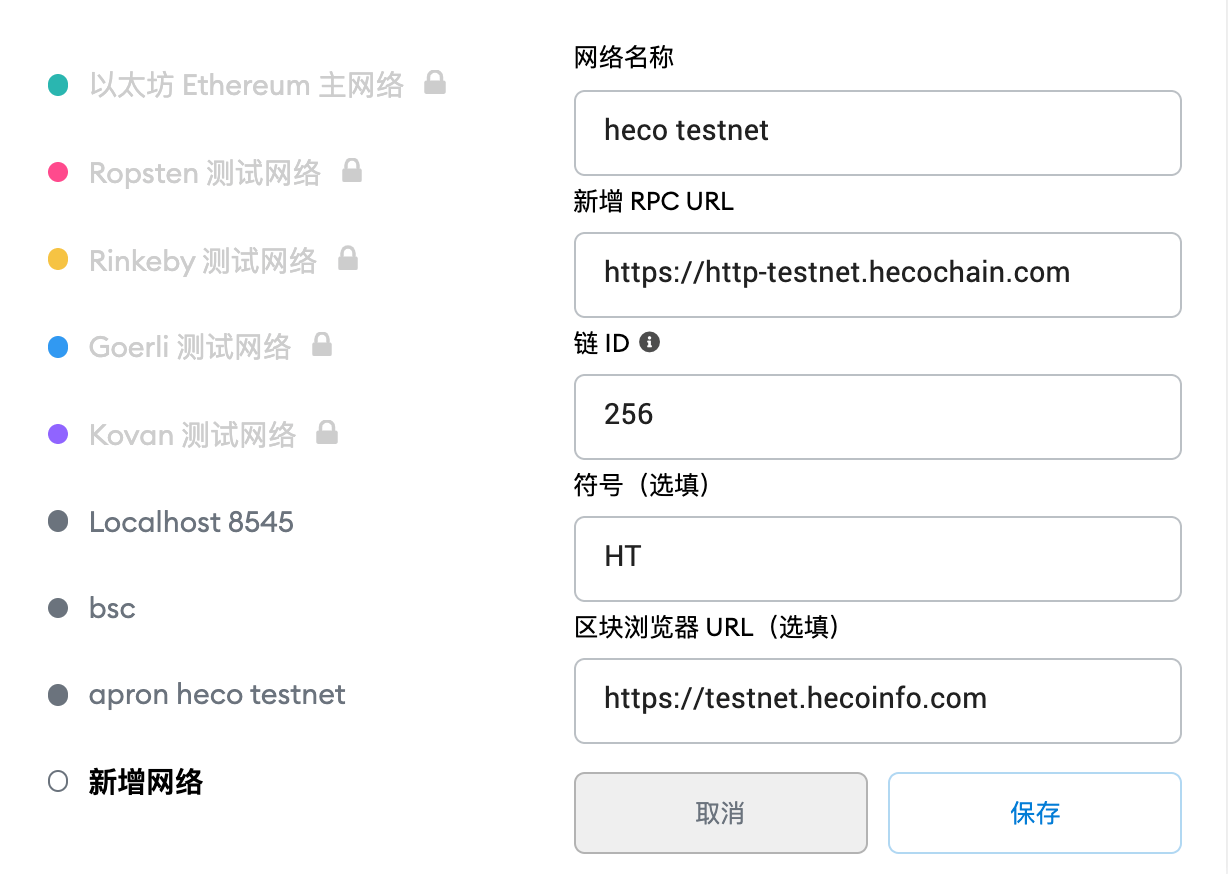 以太坊 Ethereum 主网络
Ropsten 测试网络
Rinkeby 测试网络
Goerli 测试网络
Kovan 测试网络
Localhost 8545
bsc
apron heco testnet
新增网络
网络名称
heco testnet
新增 RPC URL
https://http-testnet.hecochain.com
链 ID
256
符号（选填）
HT
区块浏览器 URL（选填）
https://testnet.hecoinfo.com
取消
保存